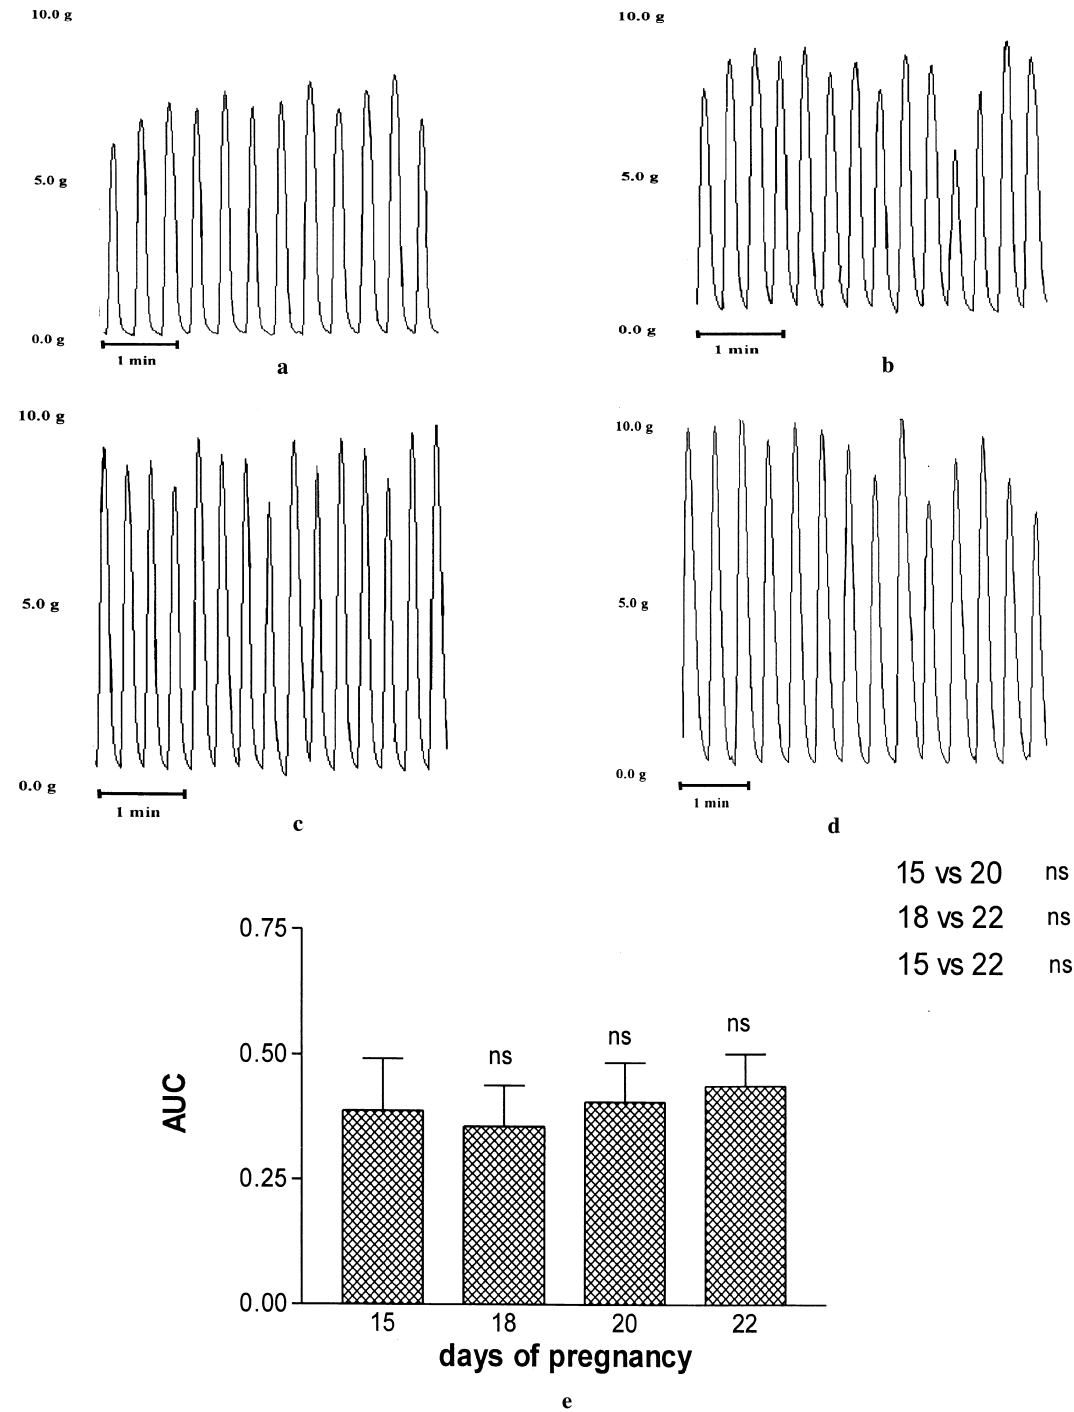 10.0 g
5.0 g
0.0 g
1 min
a
10.0 g
5.0 g
0.0 g
1 min
b
10.0 g
5.0 g
0.0 g
1 min
c
10.0 g
5.0 g
0.0 g
1 min
d
15 vs 20 ns
18 vs 22 ns
15 vs 22 ns
0.75
0.50
0.25
0.00
AUC
ns
ns
ns
15 18 20 22
days of pregnancy
e